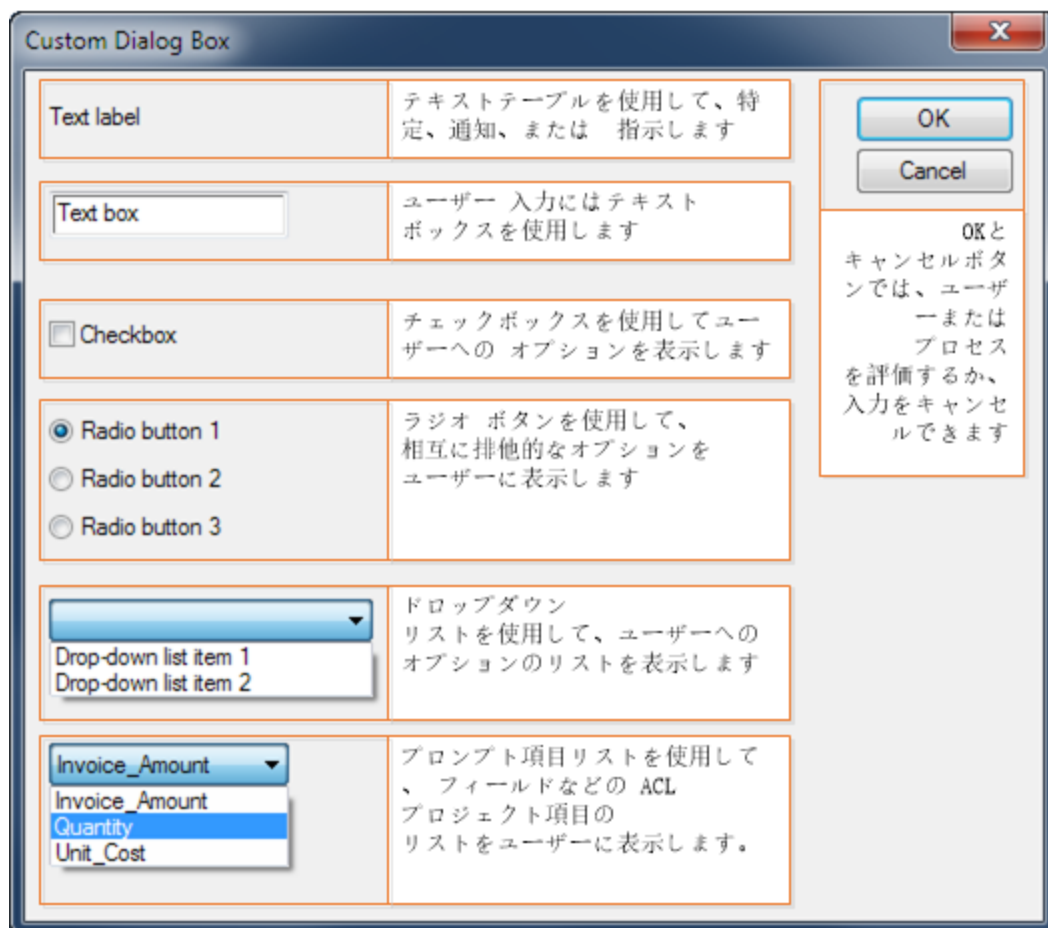 Custom Dialog Box
Text label
テキストテーブルを使用して、特
定、通知、または 指示します
Text box
ユーザー 入力にはテキスト
ボックスを使用します
Checkbox
チェックボックスを使用してユー
ザーへの オプションを表示します
Radio button 1
Radio button 2
Radio button 3
ラジオ ボタンを使用して、
相互に排他的なオプションを
ユーザーに表示します
Drop-down list item 1
Drop-down list item 2
ドロップダウン
リストを使用して、ユーザーへの
オプションのリストを表示します
Invoice_Amount
Invoice_Amount
Quantity
Unit_Cost
プロンプト項目リストを使用して
、 フィールドなどの ACL
プロジェクト項目の
リストをユーザーに表示します。
OK
Cancel
OKと
キャンセルボタ
ンでは、ユーザ
ーまたは
プロセス
を評価するか、
入力をキャンセ
ルできます